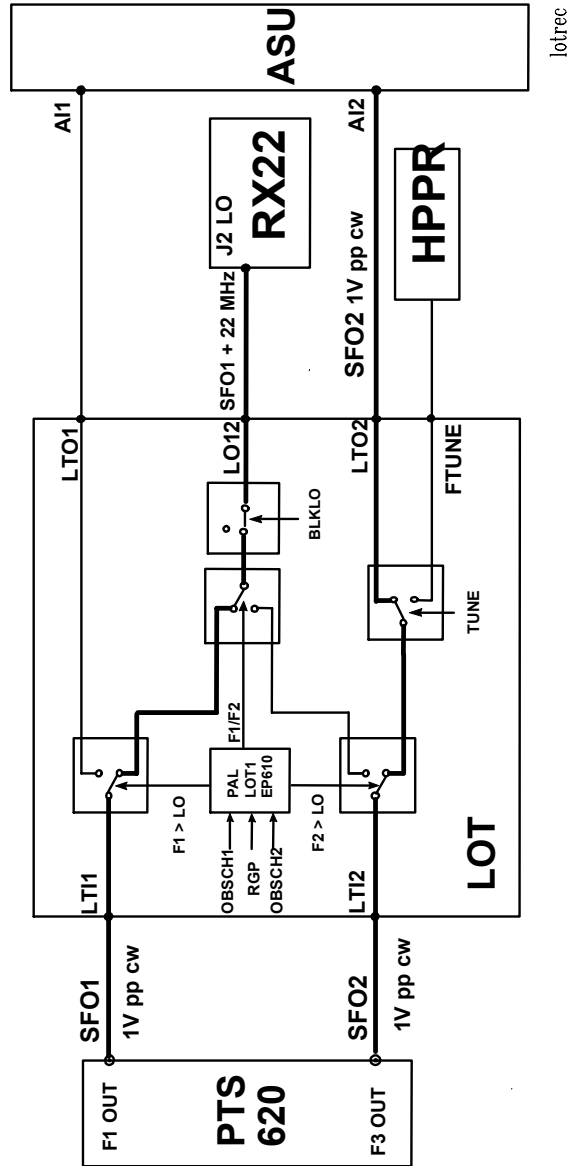 ASU
AI1
AI2
J2 LO
RX22
HPPR
SFO1 + 22 MHz
SFO2 1V pp cw
LTO1
LO12
LTO2
FTUNE
BLKLO
TUNE
F1/F2
PAL
LOT1
EP610
F1 > LO
F2 > LO
OBSCH1
RGP
OBSCH2
LOT
LTI1
LTI2
SFO1
1V pp cw
SFO2
1V pp cw
F1 OUT
PTS
620
F3 OUT
lotrec